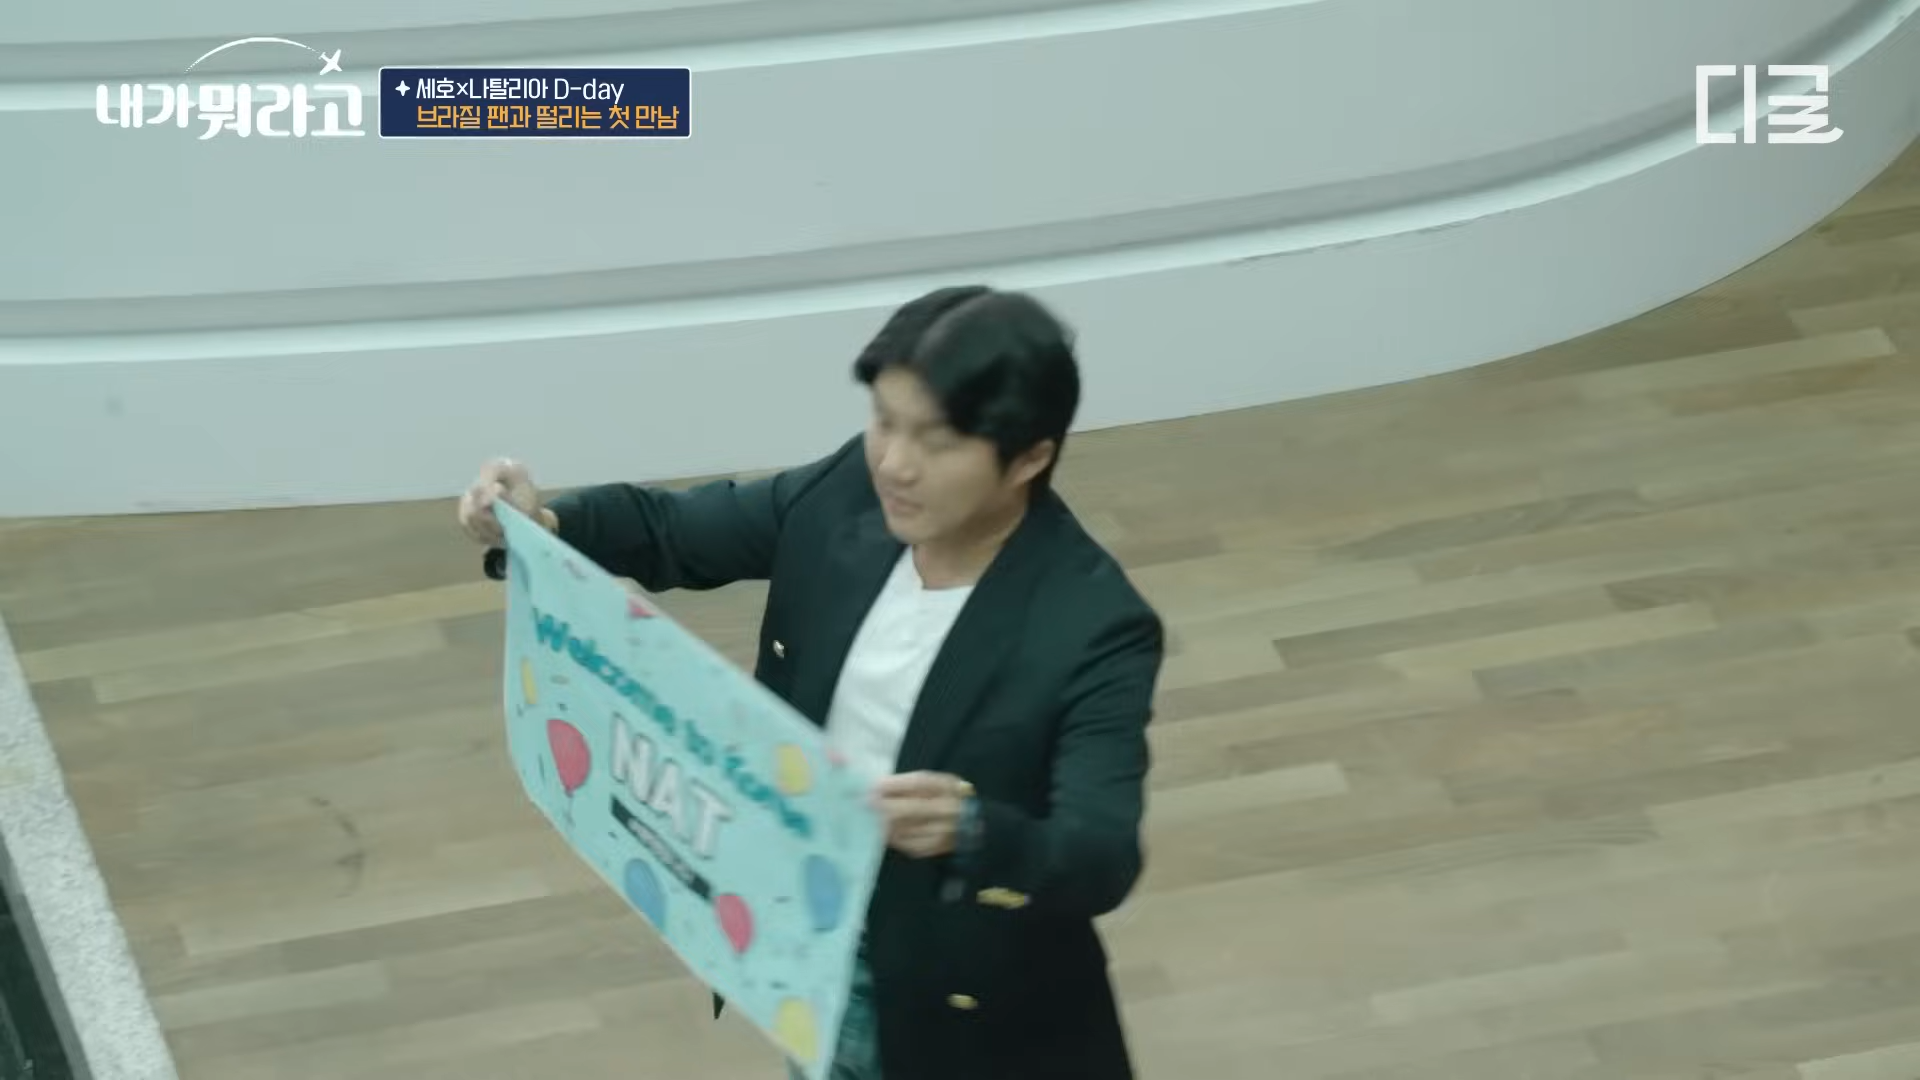 내가뭐라고
세호×나탈리아 D-day
브라질 팬과 떨리는 첫 만남
디글
Welcome to Korea
NAT